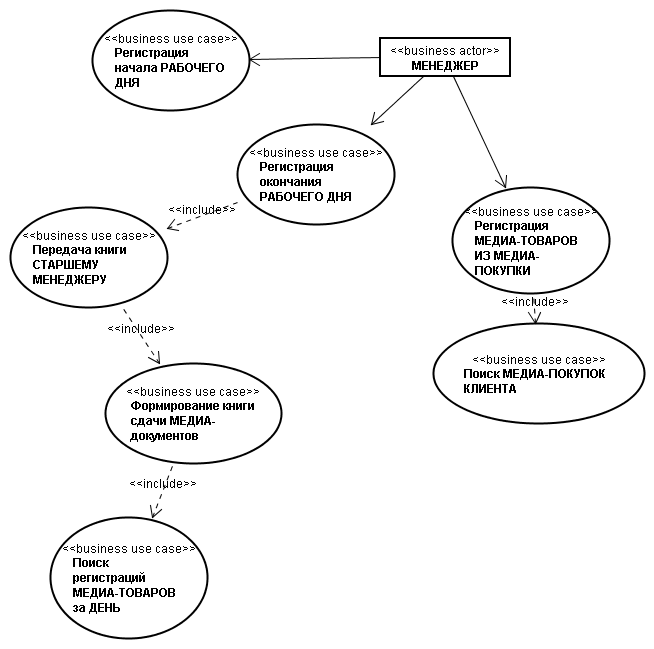 <<business use case>>
Регистрация
начала РАБОЧЕГО
ДНЯ
<<business actor>>
МЕНЕДЖЕР
<<business use case>>
Регистрация
окончания
РАБОЧЕГО ДНЯ
<<include>>
<<business use case>>
Передача книги
СТАРШЕМУ
МЕНЕДЖЕРУ
<<business use case>>
Регистрация
МЕДИА-ТОВАРОВ
ИЗ МЕДИА-
ПОКУПКИ
<<include>>
<<include>>
<<business use case>>
Поиск МЕДИА-ПОКУПОК
КЛИЕНТА
<<business use case>>
Формирование книги
сдачи МЕДИА-
документов
<<include>>
<<business use case>>
Поиск
регистраций
МЕДИА-ТОВАРОВ
за ДЕНЬ